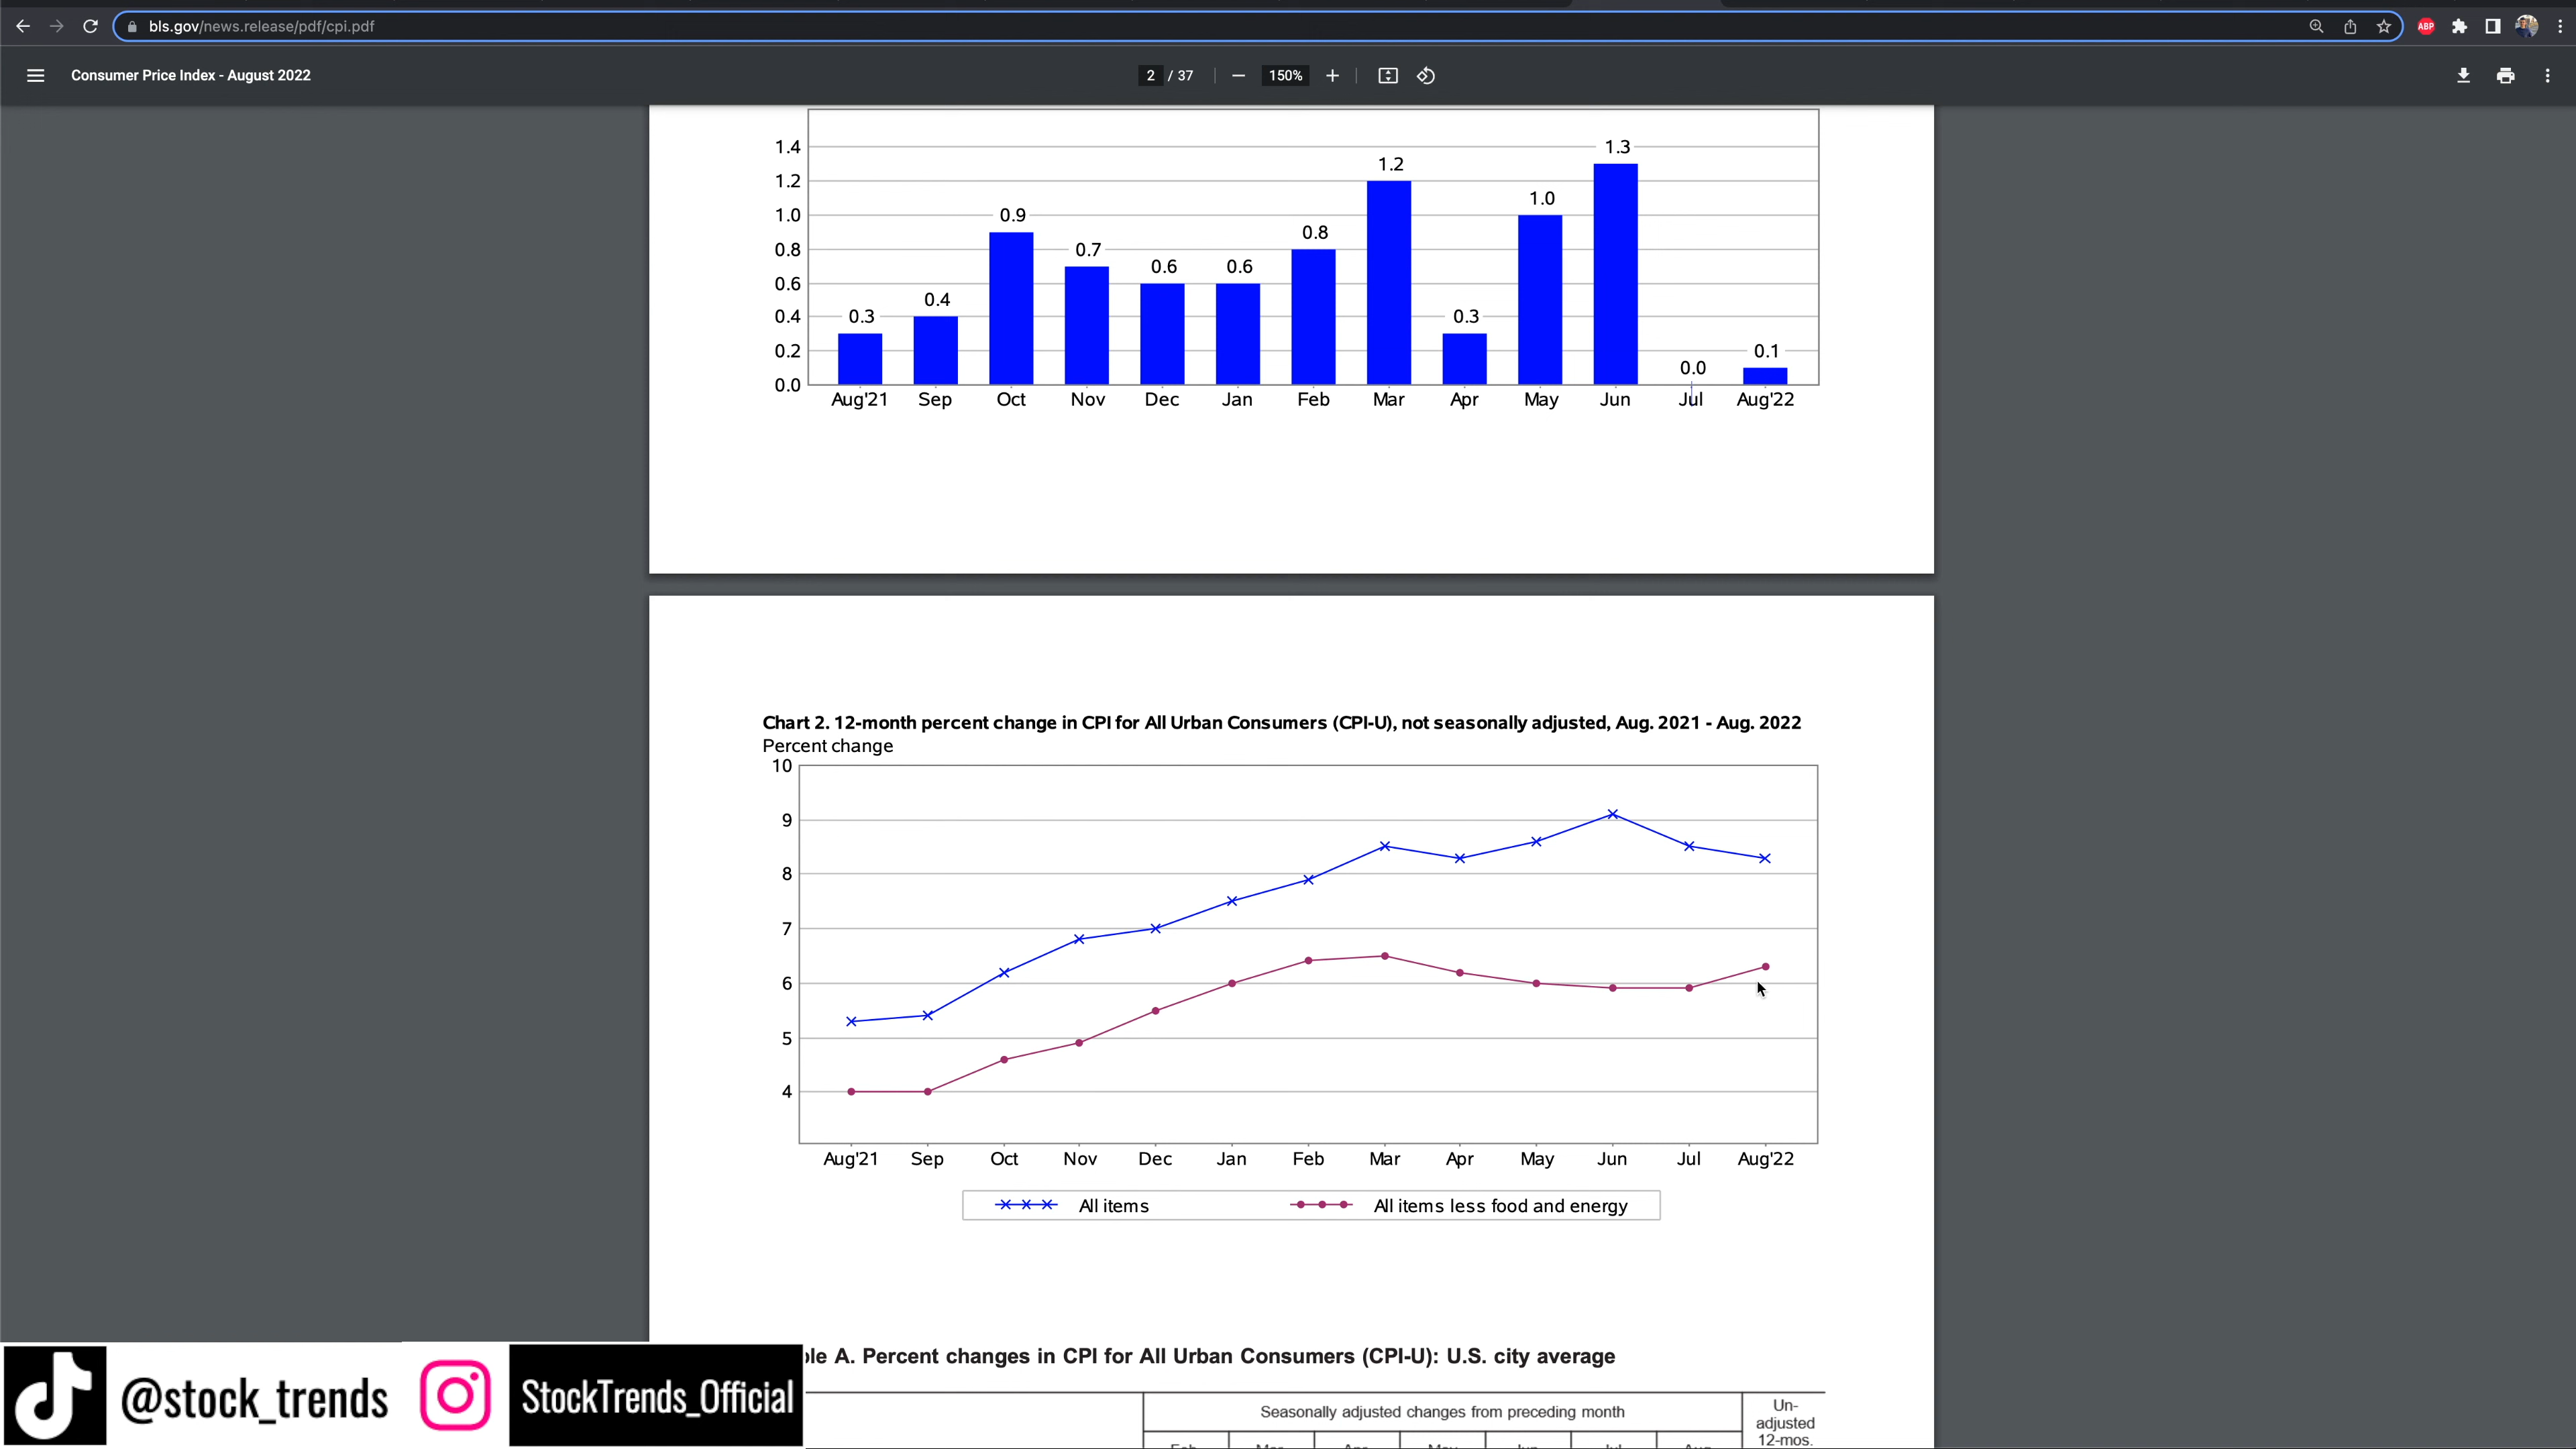 bls.gov/news.release/pdf/cpi.pdf
ABP
Consumer Price Index - August 2022
2 / 37
150%
1.4
1.2
1.0
0.8
0.6
0.4
0.2
0.0
0.3
0.4
0.9
0.7
0.6
0.6
0.8
1.2
0.3
1.0
1.3
0.0
0.1
Aug'21 Sep Oct Nov Dec Jan Feb Mar Apr May Jun Jul Aug'22
Chart 2. 12-month percent change in CPI for All Urban Consumers (CPI-U), not seasonally adjusted, Aug. 2021 - Aug. 2022
Percent change
10
9
8
7
6
5
4
Aug'21 Sep Oct Nov Dec Jan Feb Mar Apr May Jun Jul Aug'22
All items All items less food and energy
A. Percent changes in CPI for All Urban Consumers (CPI-U): U.S. city average
Seasonally adjusted changes from preceding month
Un-
adjusted
12-mos.
@stock_trends
StockTrends_Official